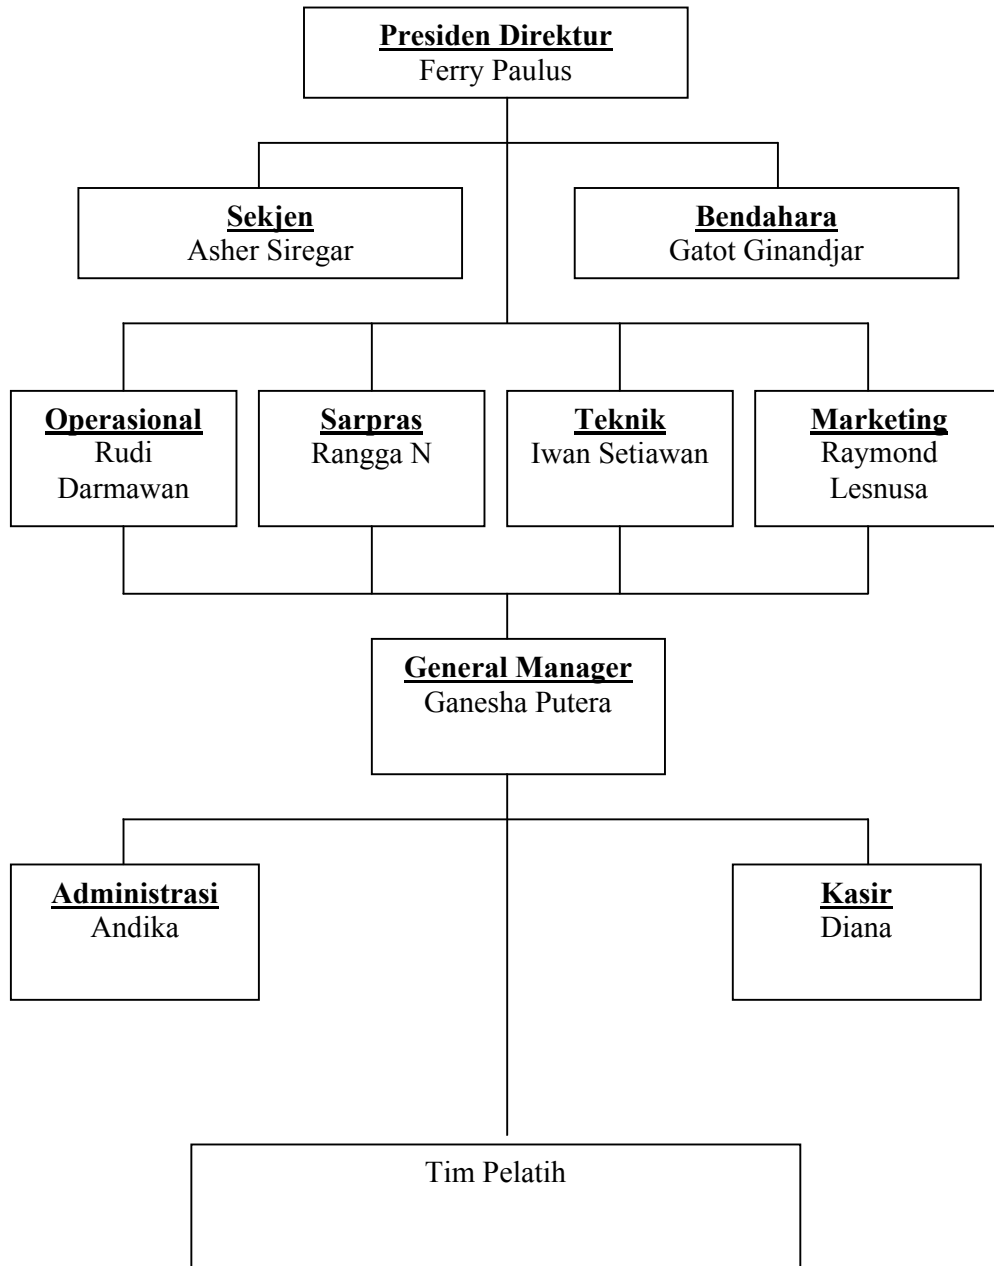 Presiden Direktur
Ferry Paulus
Sekjen
Asher Siregar
Bendahara
Gatot Ginandjar
Operasional
Rudi
Darmawan
Sarpras
Rangga N
Teknik
Iwan Setiawan
Marketing
Raymond
Lesnusa
General Manager
Ganesha Putera
Administrasi
Andika
Kasir
Diana
Tim Pelatih